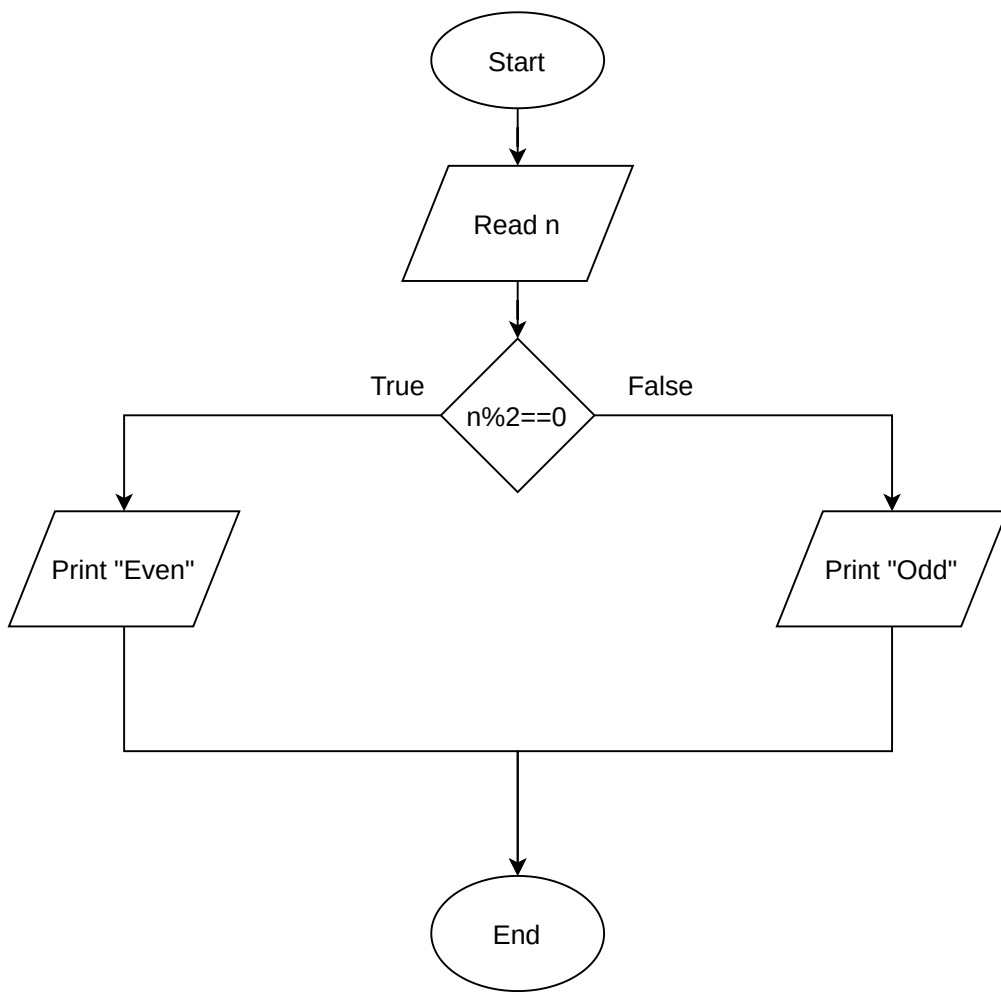 Start
Read n
True
False
n%2==0
Print "Even"
Print "Odd"
End